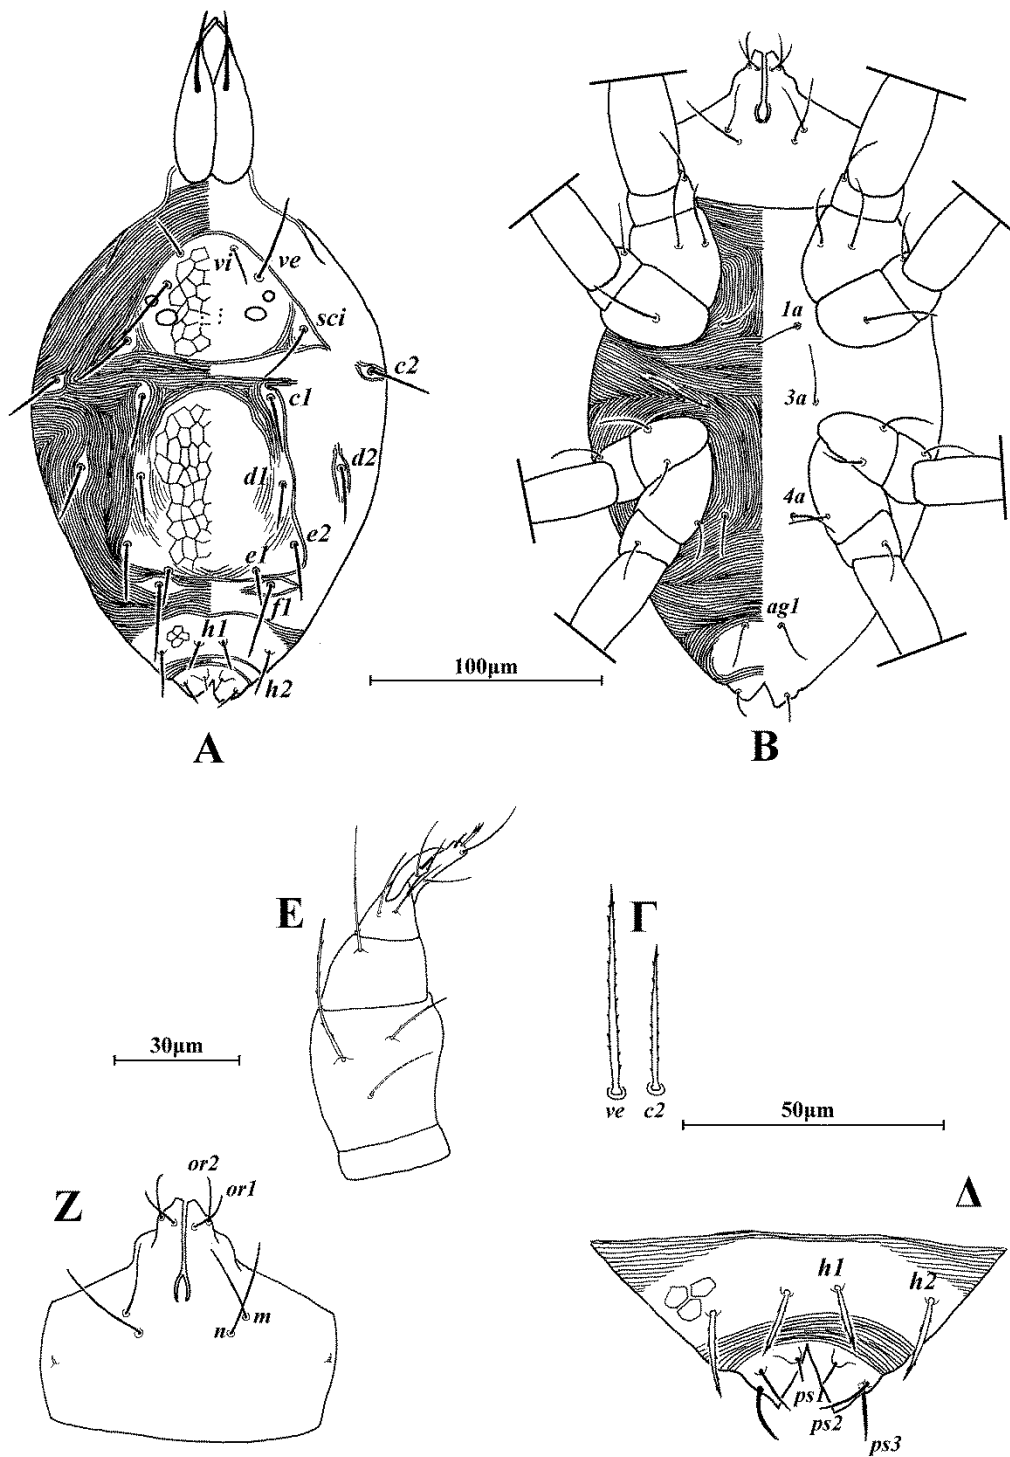 vi ve
sci
c2
c1
d1 d2
e1 e2
f1
h1
h2
A
1a
3a
4a
ag1
B
100μm
E
30μm
Γ
ve c2
50μm
Z
or2
or1
m
n
Δ
h1 h2
ps1
ps2
ps3